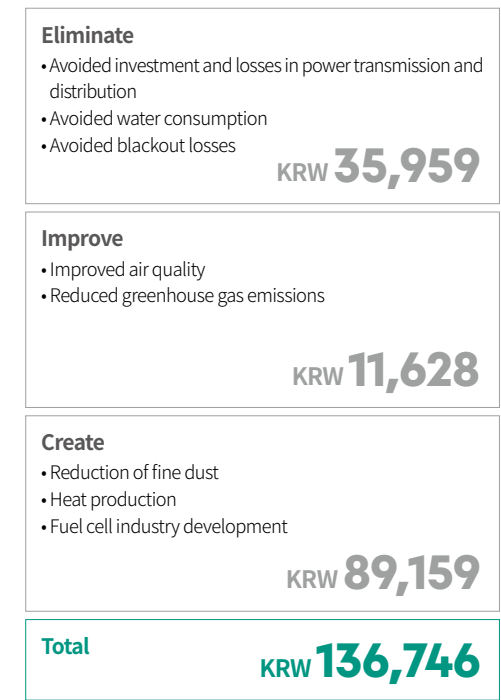 Eliminate
• Avoided investment and losses in power transmission and
distribution
• Avoided water consumption
• Avoided blackout losses
KRW 35,959
Improve
• Improved air quality
• Reduced greenhouse gas emissions
KRW 11,628
Create
• Reduction of fine dust
• Heat production
• Fuel cell industry development
KRW 89,159
Total
KRW 136,746